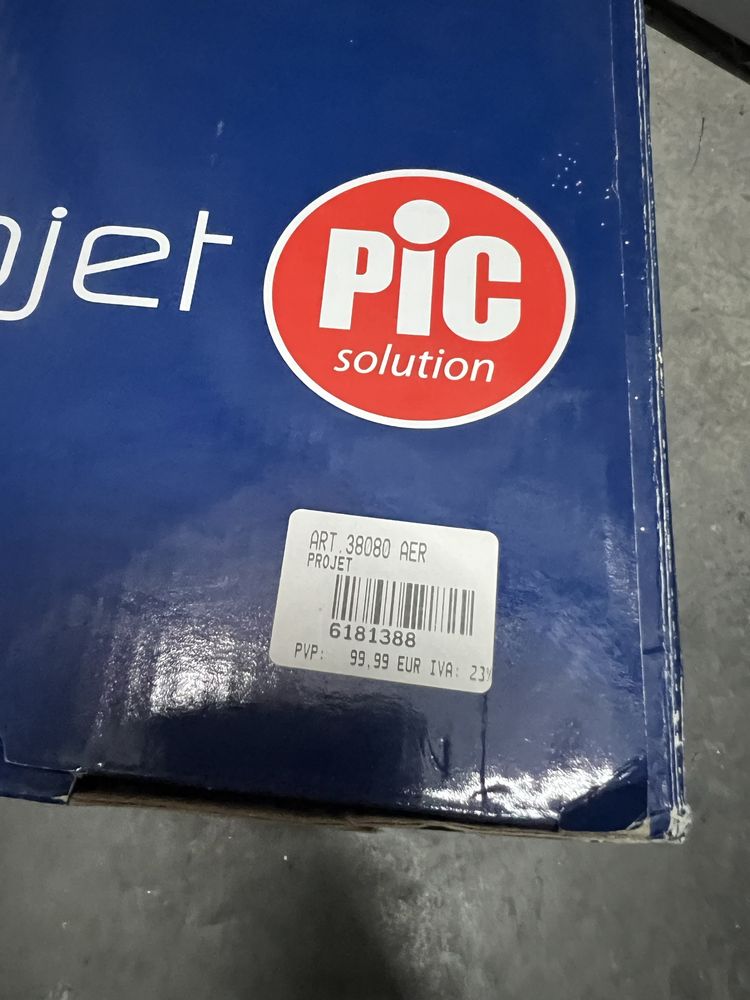 ojet
PiC
solution
ART.38080 AER
PROJET
6181388
PVP: 99,99 EUR IVA: 23%